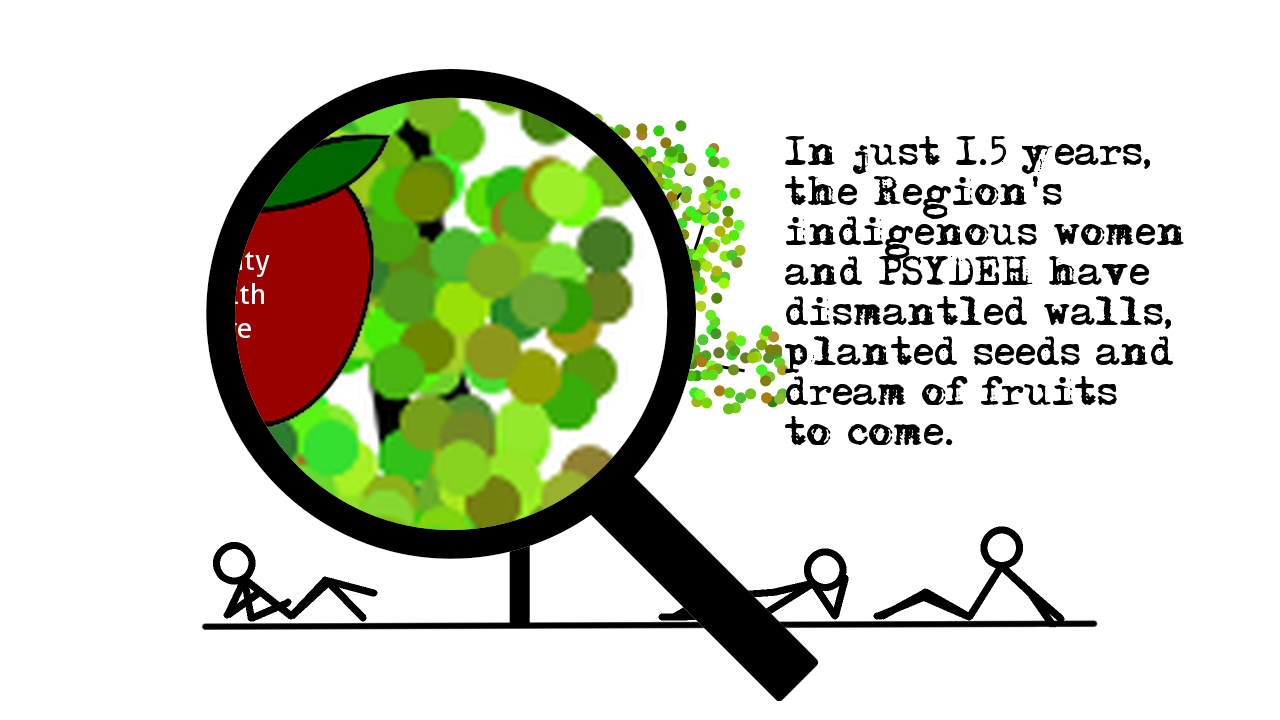 In just 1.5 years,
the Region's
indigenous women
and PSYDEH have
dismantled walls,
planted seeds and
dream of fruits
to come.